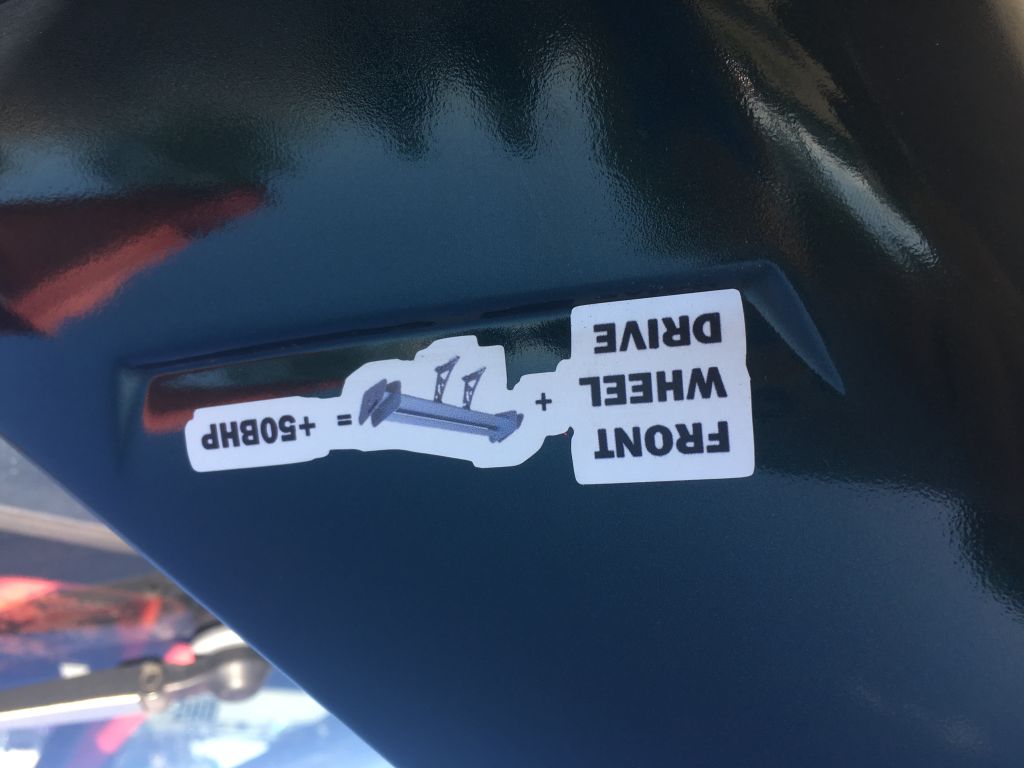 FRONT
WHEEL
DRIVE
+
=
+50BHP